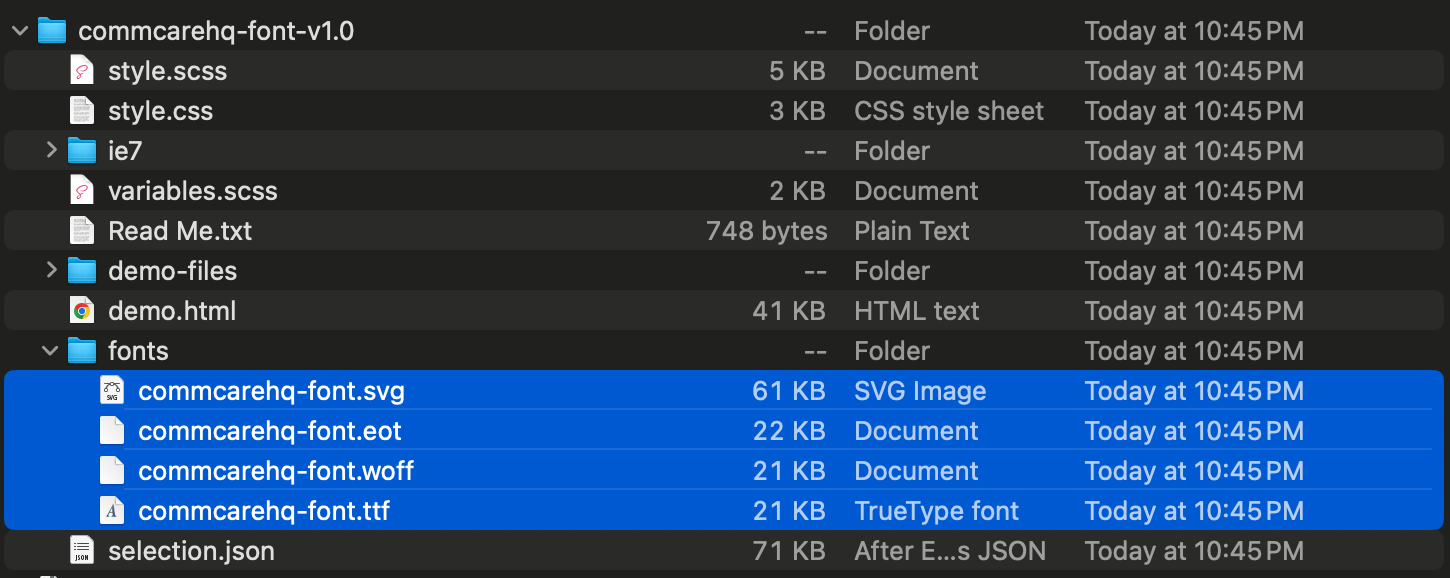 commcarehq-font-v1.0 -- Folder Today at 10:45 PM
style.scss 5 KB Document Today at 10:45 PM
style.css 3 KB CSS style sheet Today at 10:45 PM
ie7 -- Folder Today at 10:45 PM
variables.scss 2 KB Document Today at 10:45 PM
Read Me.txt 748 bytes Plain Text Today at 10:45 PM
demo-files -- Folder Today at 10:45 PM
demo.html 41 KB HTML text Today at 10:45 PM
fonts -- Folder Today at 10:45 PM
SVG commcarehq-font.svg 61 KB SVG Image Today at 10:45 PM
commcarehq-font.eot 22 KB Document Today at 10:45 PM
commcarehq-font.woff 21 KB Document Today at 10:45 PM
A commcarehq-font.ttf 21 KB TrueType font Today at 10:45 PM
JSON selection.json 71 KB After E...s JSON Today at 10:45 PM